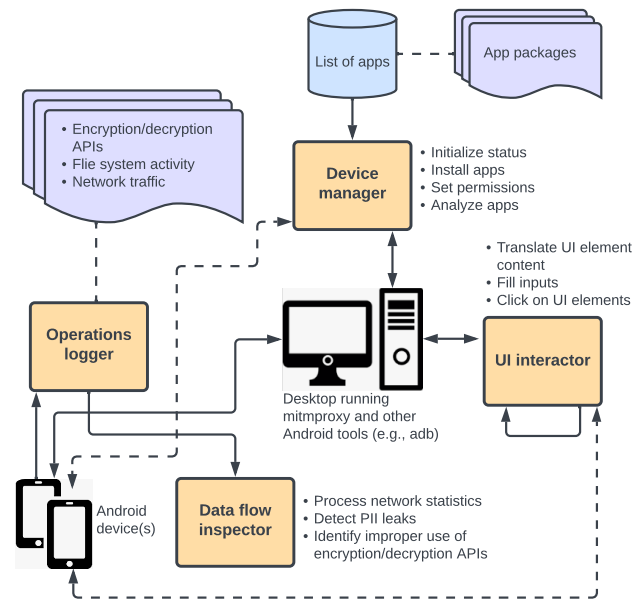 List of apps
App packages
• Encryption/decryption
APIs
• Flie system activity
• Network traffic
Device
manager
• Initialize status
• Install apps
• Set permissions
• Analyze apps
• Translate UI element
content
• Fill inputs
• Click on UI elements
Operations
logger
UI interactor
Desktop running
mitmproxy and other
Android tools (e.g., adb)
Android
device(s)
Data flow
inspector
• Process network statistics
• Detect PII leaks
• Identify improper use of
encryption/decryption APIs